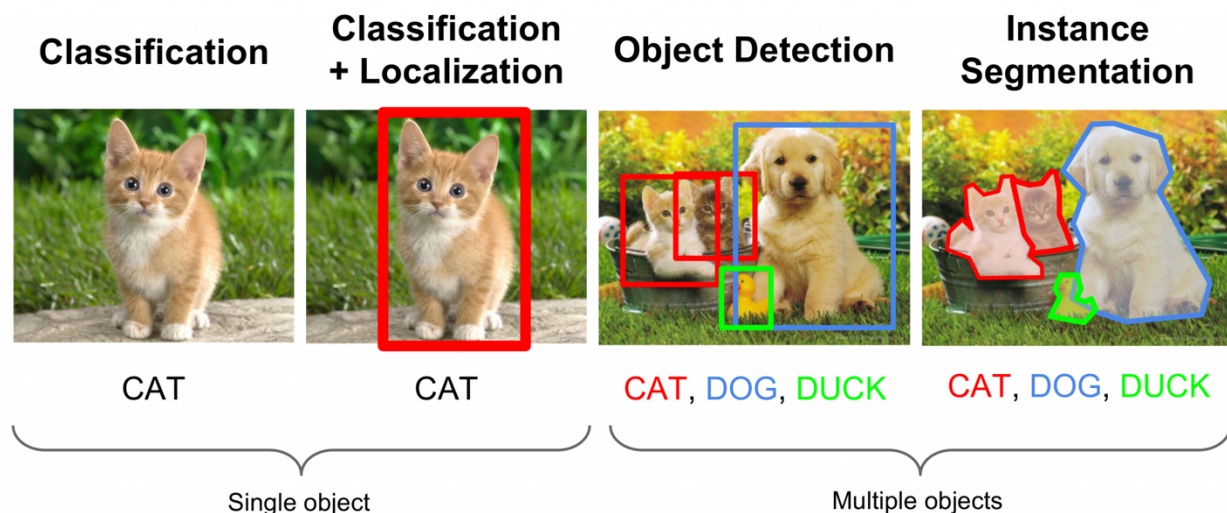 Classification
Classification
+ Localization
Object Detection
Instance
Segmentation
CAT
CAT
CAT, DOG, DUCK
CAT, DOG, DUCK
Single object
Multiple objects